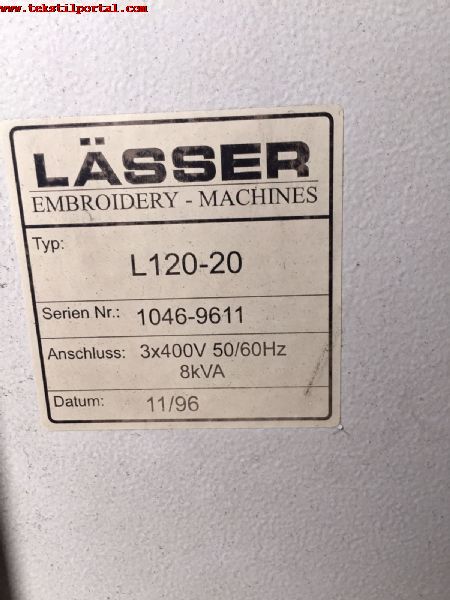 www.tekstilportal.com
LÄSSER
EMBROIDERY - MACHINES
Typ: L120-20
Serien Nr.: 1046-9611
Anschluss: 3x400V 50/60Hz
8kVA
Datum: 11/96